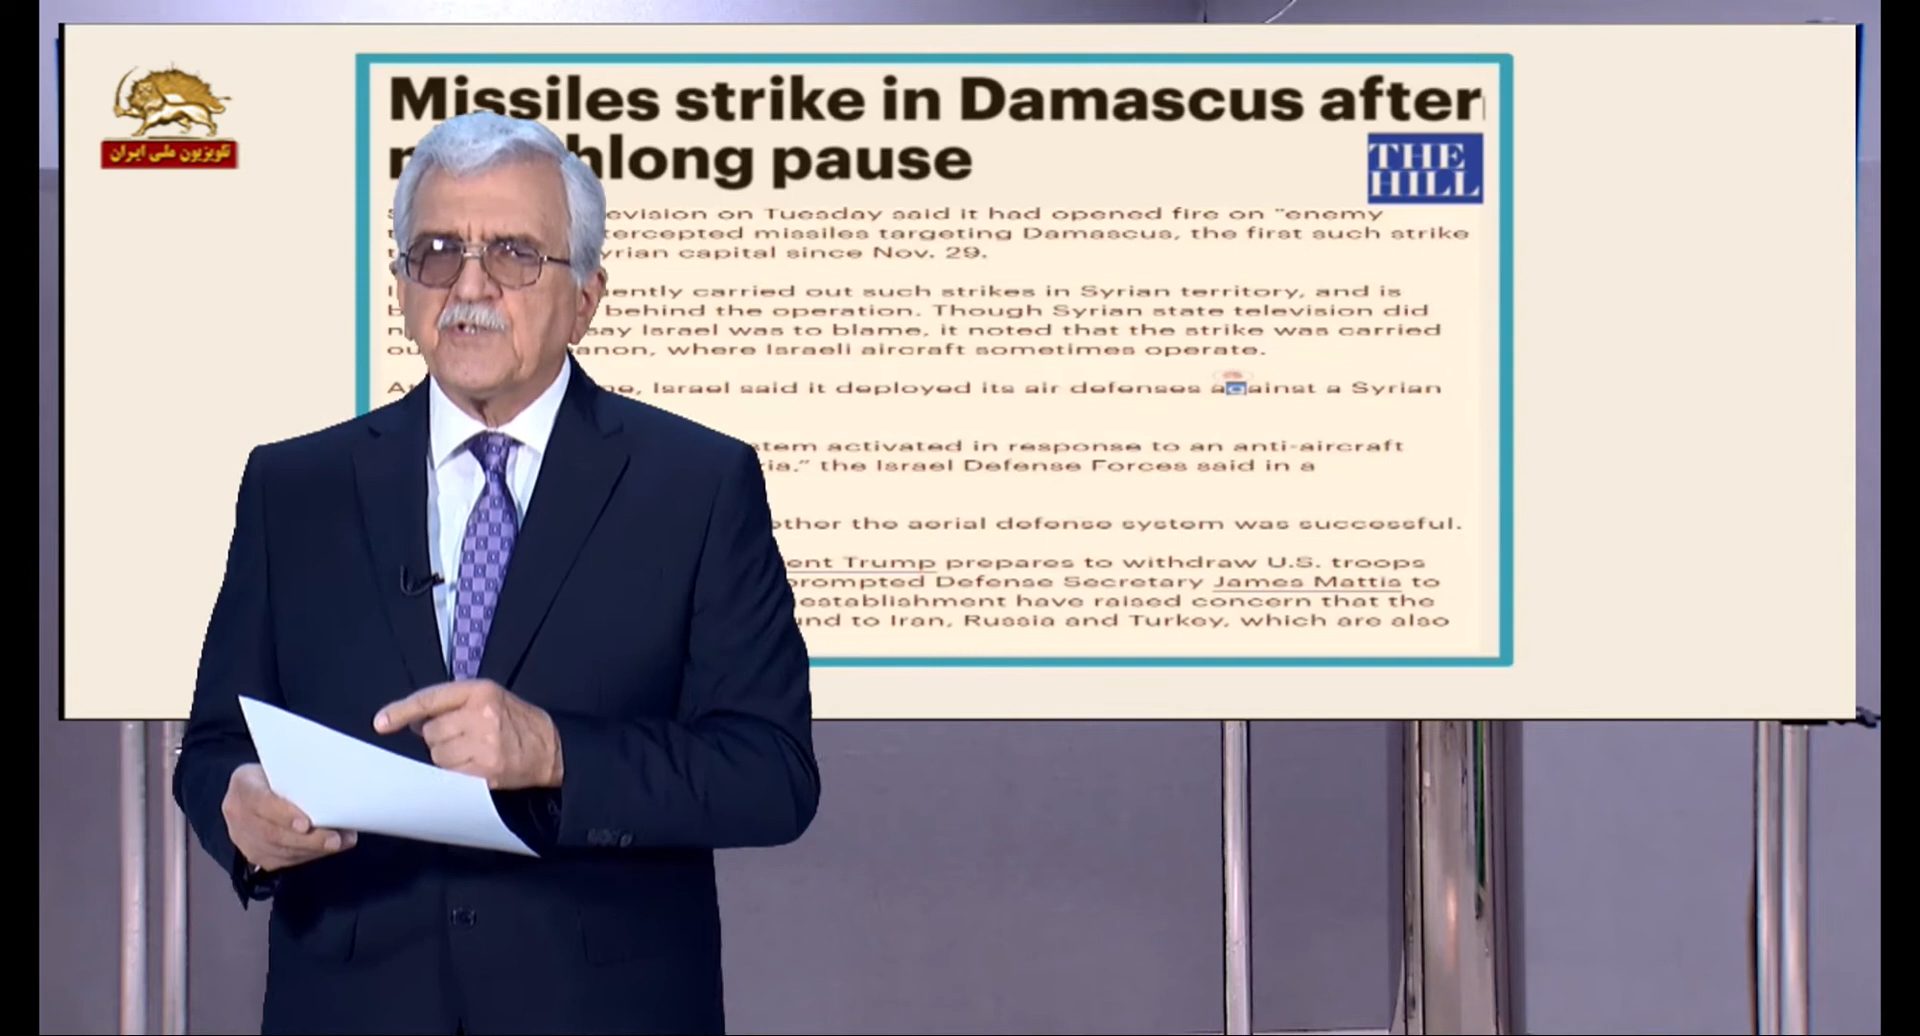 تلویزیون ملی ایران
Missiles strike in Damascus after
hlong pause
THE
HILL
evision on Tuesday said it had opened fire on "enemy
tercepted missiles targeting Damascus, the first such strike
yrian capital since Nov. 29.
ently carried out such strikes in Syrian territory, and is
behind the operation. Though Syrian state television did
say Israel was to blame, it noted that the strike was carried
anon, where Israeli aircraft sometimes operate.
Israel said it deployed its air defenses against a Syrian
stem activated in response to an anti-aircraft
ria," the Israel Defense Forces said in a
ether the aerial defense system was successful.
ent Trump prepares to withdraw U.S. troops
prompted Defense Secretary James Mattis to
establishment have raised concern that the
und to Iran, Russia and Turkey, which are also